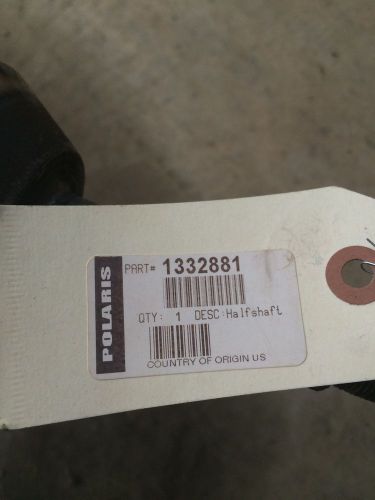 POLARIS
PART# 1332881
QTY: 1 DESC:Halfshaft
COUNTRY OF ORIGIN US